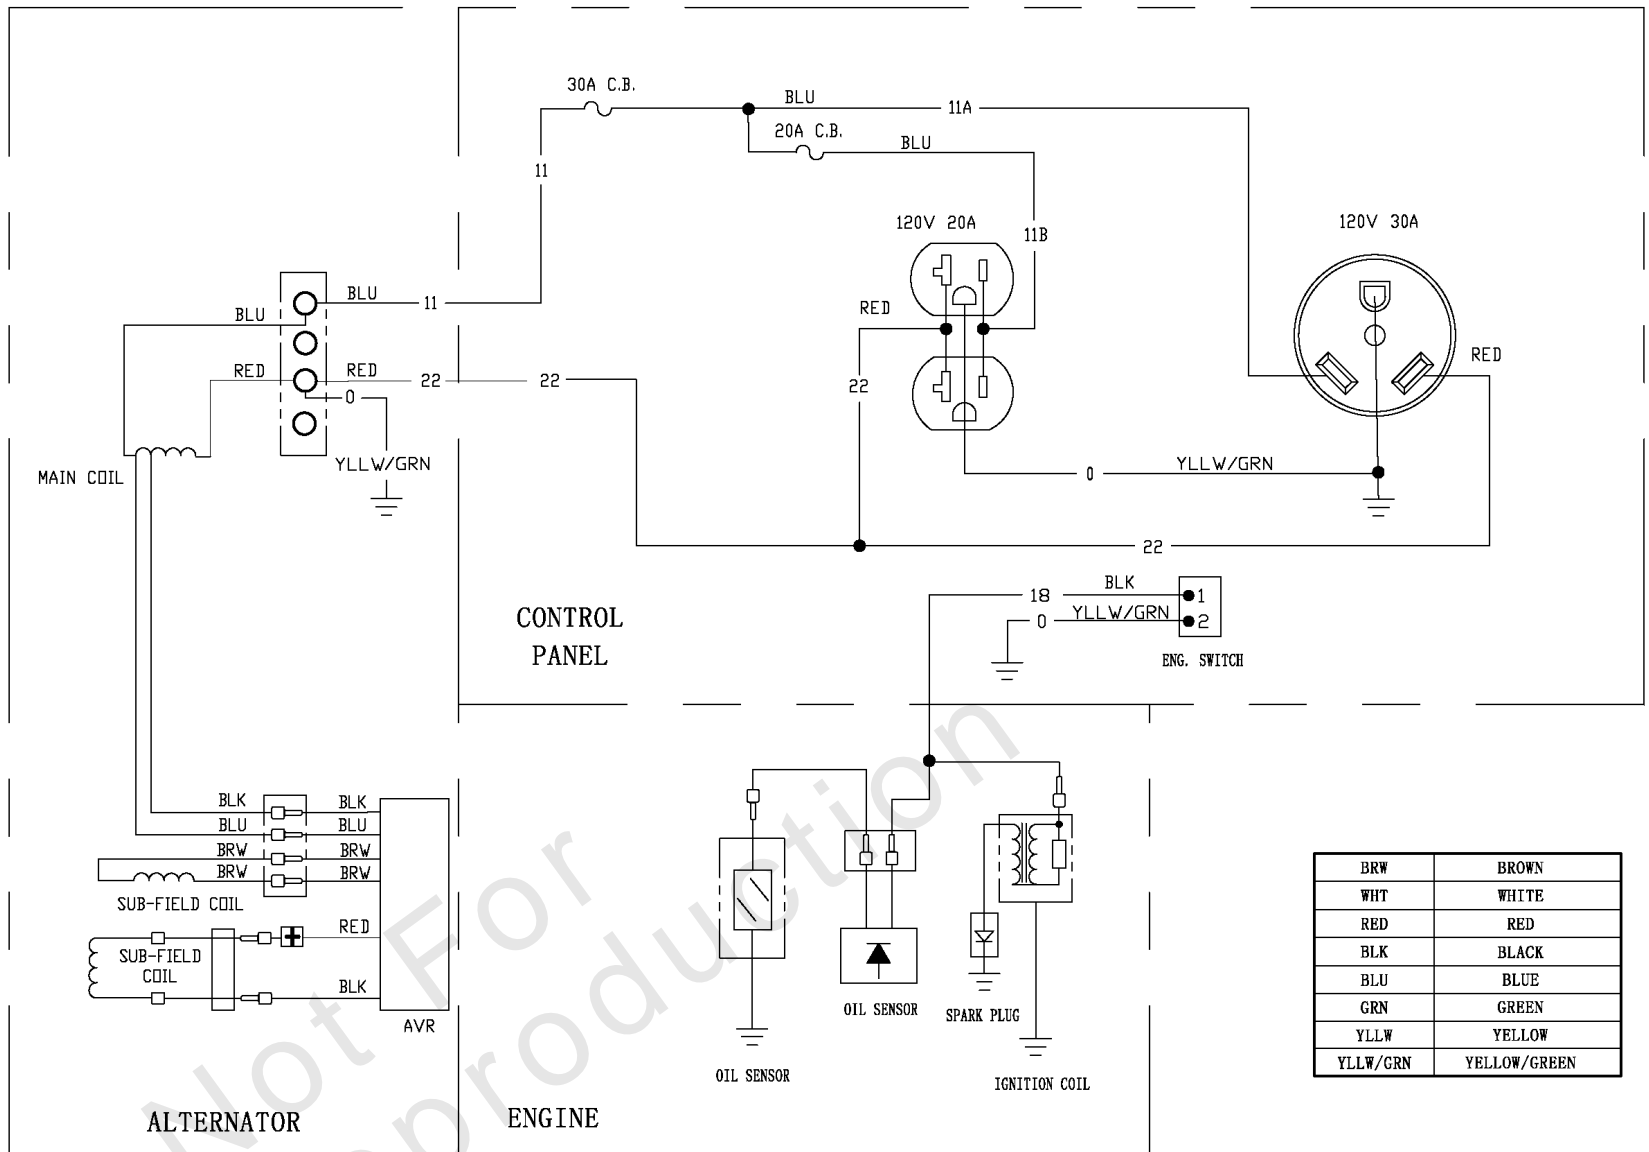 30A C.B.
BLU
11A
20A C.B.
BLU
11
120V 20A
11B
120V 30A
BLU
11
BLU
RED
RED
RED
RED
22
22
22
0
YLLW/GRN
MAIN COIL
0
YLLW/GRN
22
BLK
18
1
YLLW/GRN
0
2
ENG. SWITCH
CONTROL
PANEL
BLK
BLK
BLU
BLU
BRW
BRW
BRW
BRW
SUB-FIELD COIL
RED
SUB-FIELD
COIL
BLK
AVR
OIL SENSOR
SPARK PLUG
OIL SENSOR
IGNITION COIL
ALTERNATOR
ENGINE
BRW BROWN
WHT WHITE
RED RED
BLK BLACK
BLU BLUE
GRN GREEN
YLLW YELLOW
YLLW/GRN YELLOW/GREEN
Not For
Reproduction